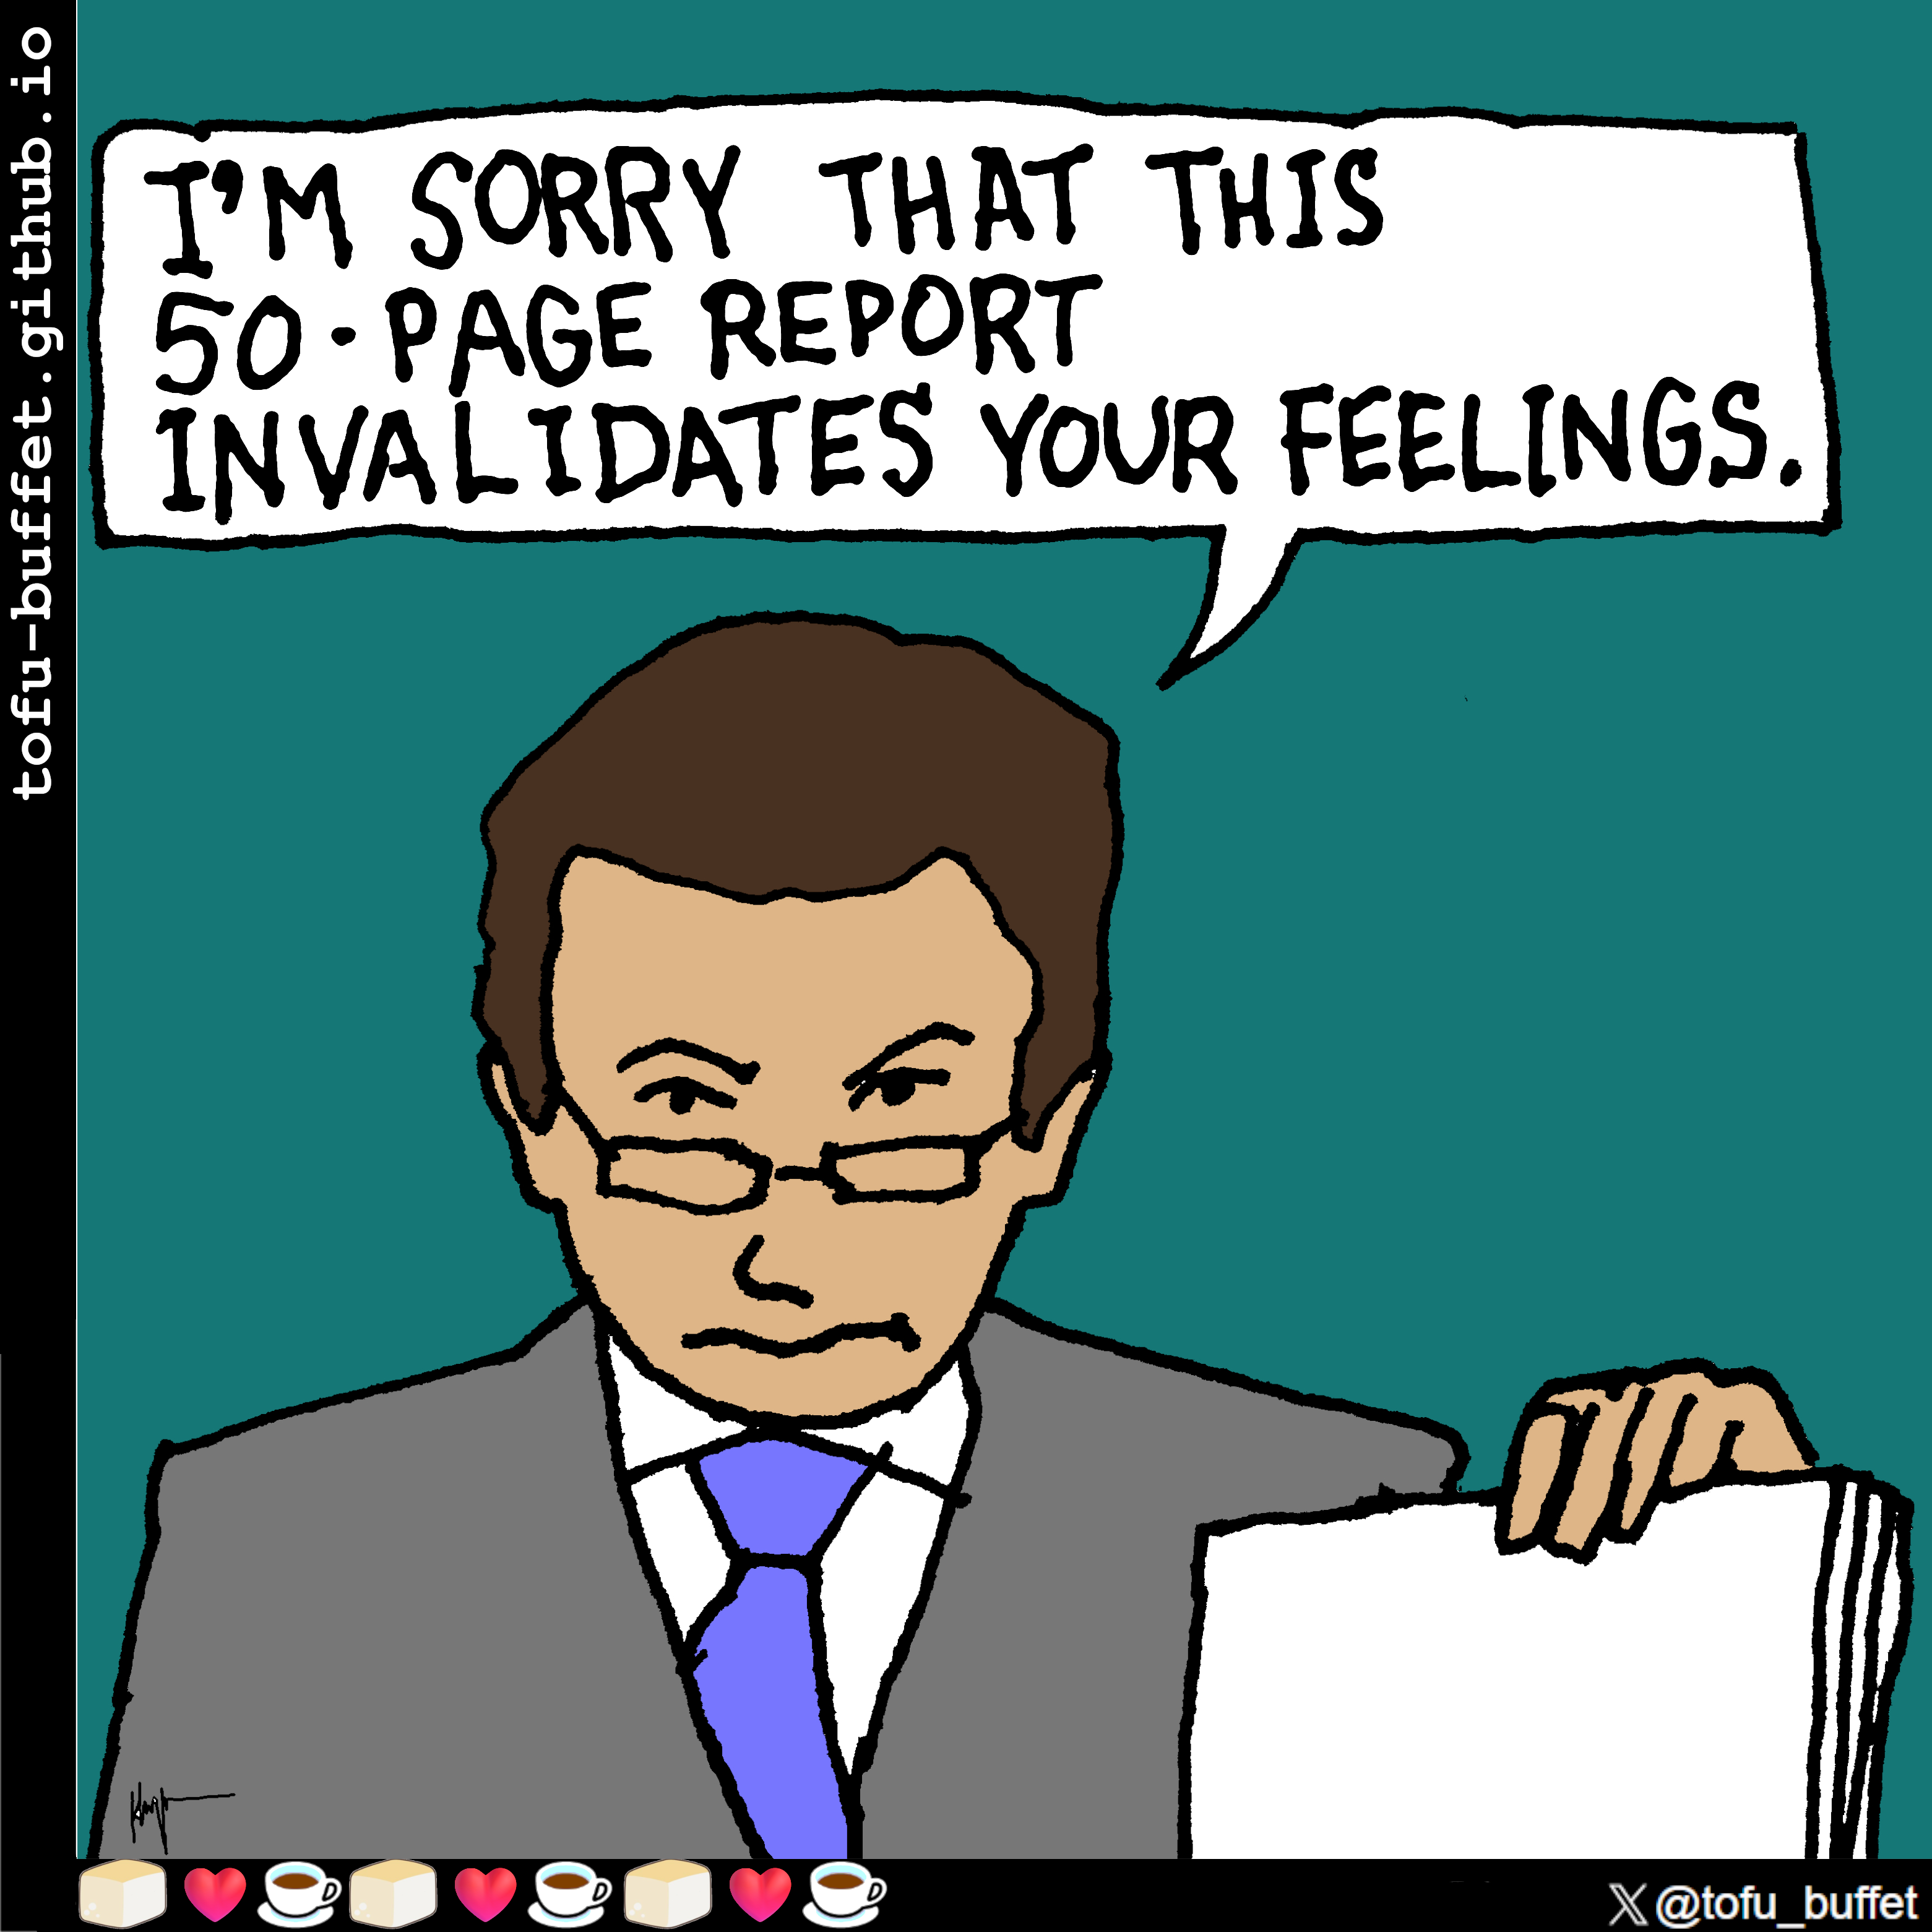 I'M SORRY THAT THIS
50-PAGE REPORT
INVALIDATES YOUR FEELINGS.
tofu-buffet.github.io
X @tofu_buffet